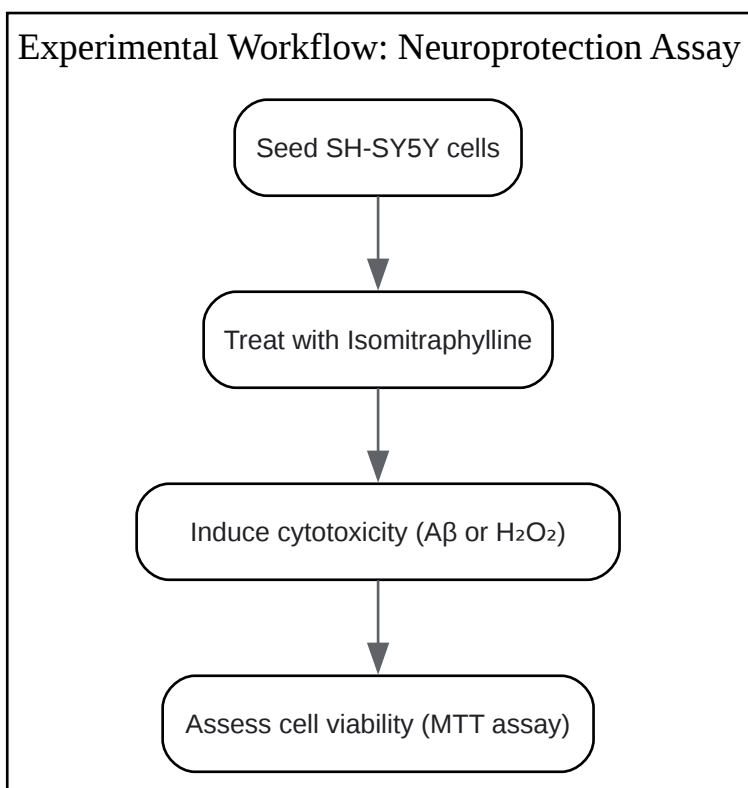 Experimental Workflow: Neuroprotection Assay
Seed SH-SY5Y cells
Treat with Isomitraphylline
Induce cytotoxicity (Aβ or H₂O₂)
Assess cell viability (MTT assay)